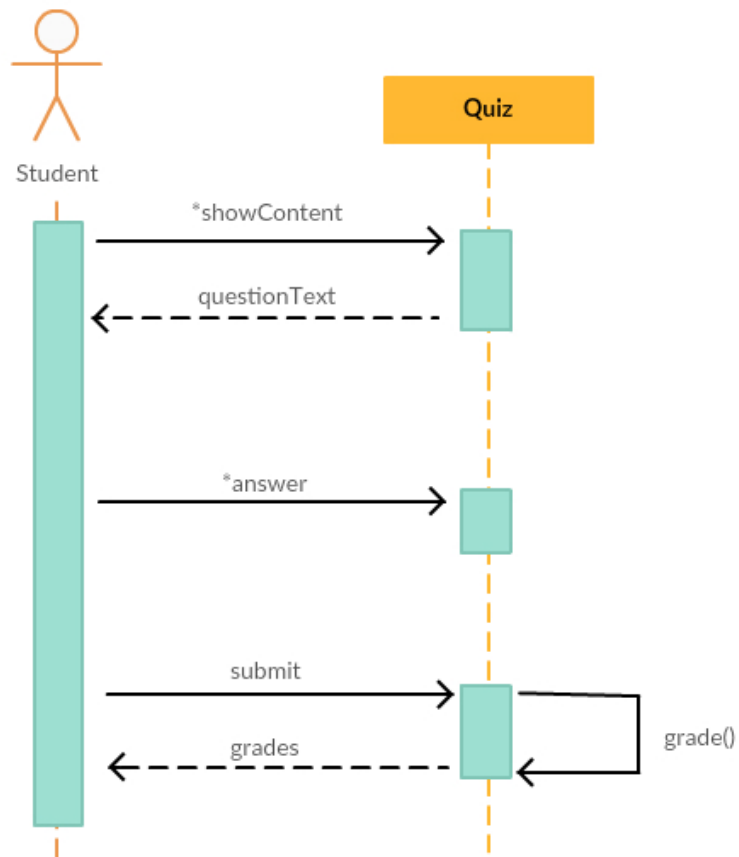 Quiz
Student
*showContent
questionText
*answer
submit
grade()
grades